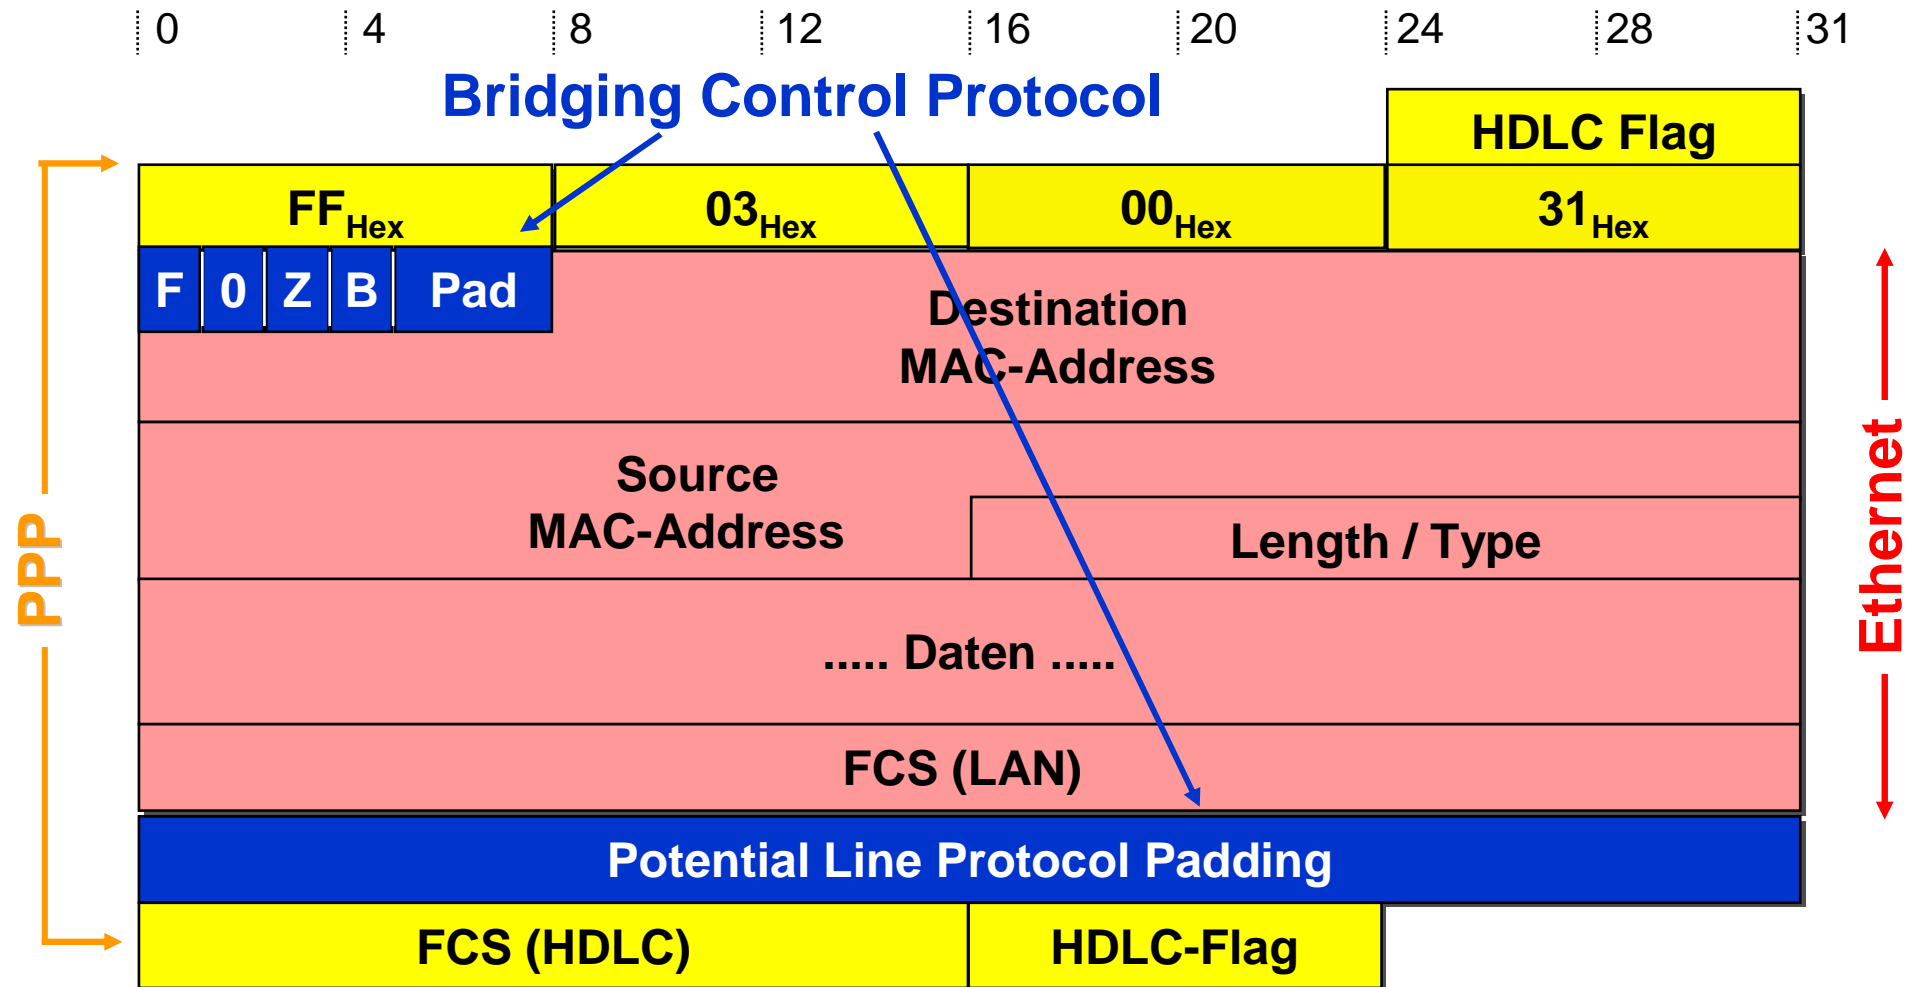 0 4 8 12 16 20 24 28 31
Bridging Control Protocol
HDLC Flag
FFHex 03Hex 00Hex 31Hex
F 0 Z B Pad
Destination
MAC-Address
Source
MAC-Address
Length / Type
..... Daten .....
FCS (LAN)
Potential Line Protocol Padding
FCS (HDLC) HDLC-Flag
PPP
Ethernet